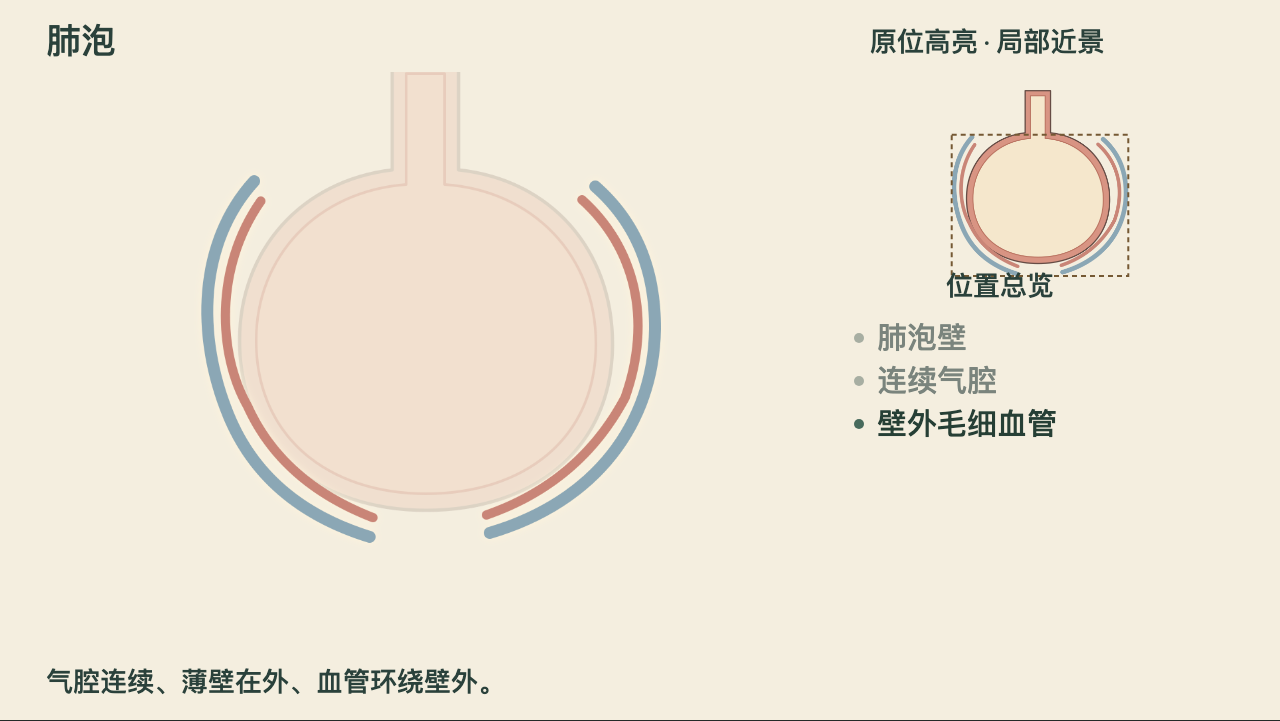 肺泡
原位高亮 · 局部近景
位置总览
肺泡壁
连续气腔
壁外毛细血管
气腔连续、薄壁在外、血管环绕壁外。